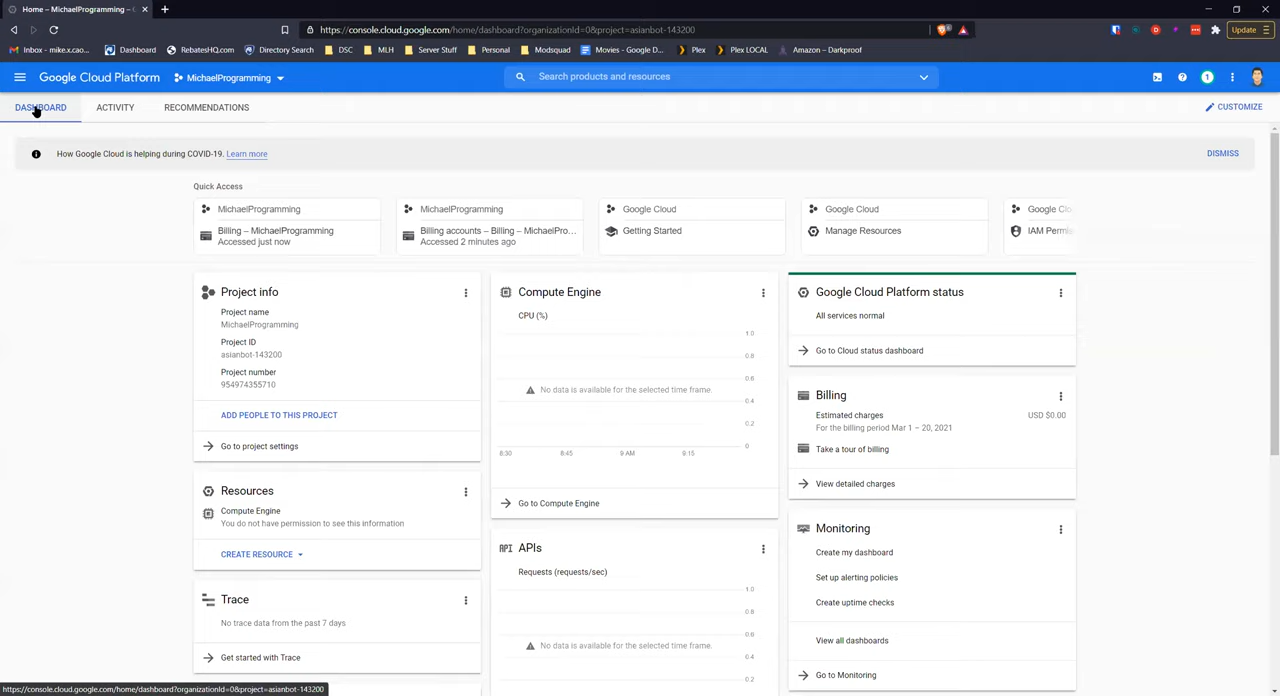 Home – MichaelProgramming –
https://console.cloud.google.com/home/dashboard?organizationId=0&project=asianbot-143200
Update
Inbox - mike.x.cao...
Dashboard
RebatesHQ.com
Directory Search
DSC
MLH
Server Stuff
Personal
Modsquad
Movies - Google D...
Plex
Plex LOCAL
Amazon – Darkproof
Google Cloud Platform
MichaelProgramming
Search products and resources
1
DASHBOARD
ACTIVITY
RECOMMENDATIONS
CUSTOMIZE
How Google Cloud is helping during COVID-19. Learn more
DISMISS
Quick Access
MichaelProgramming
Billing – MichaelProgramming
Accessed just now
MichaelProgramming
Billing accounts – Billing – MichaelPro...
Accessed 2 minutes ago
Google Cloud
Getting Started
Google Cloud
Manage Resources
Google Clo
IAM Permi
Project info
Project name
MichaelProgramming
Project ID
asianbot-143200
Project number
954974355710
ADD PEOPLE TO THIS PROJECT
Go to project settings
Resources
Compute Engine
You do not have permission to see this information
CREATE RESOURCE
Trace
No trace data from the past 7 days
Get started with Trace
Compute Engine
CPU (%)
1.0
0.8
0.6
No data is available for the selected time frame.
0.4
0.2
0
8:30
8:45
9 AM
9:15
Go to Compute Engine
API APIs
Requests (requests/sec)
1.0
0.8
0.6
No data is available for the selected time frame.
0.4
0.2
Google Cloud Platform status
All services normal
Go to Cloud status dashboard
Billing
Estimated charges
USD $0.00
For the billing period Mar 1 – 20, 2021
Take a tour of billing
View detailed charges
Monitoring
Create my dashboard
Set up alerting policies
Create uptime checks
View all dashboards
Go to Monitoring
https://console.cloud.google.com/home/dashboard?organizationId=0&project=asianbot-143200